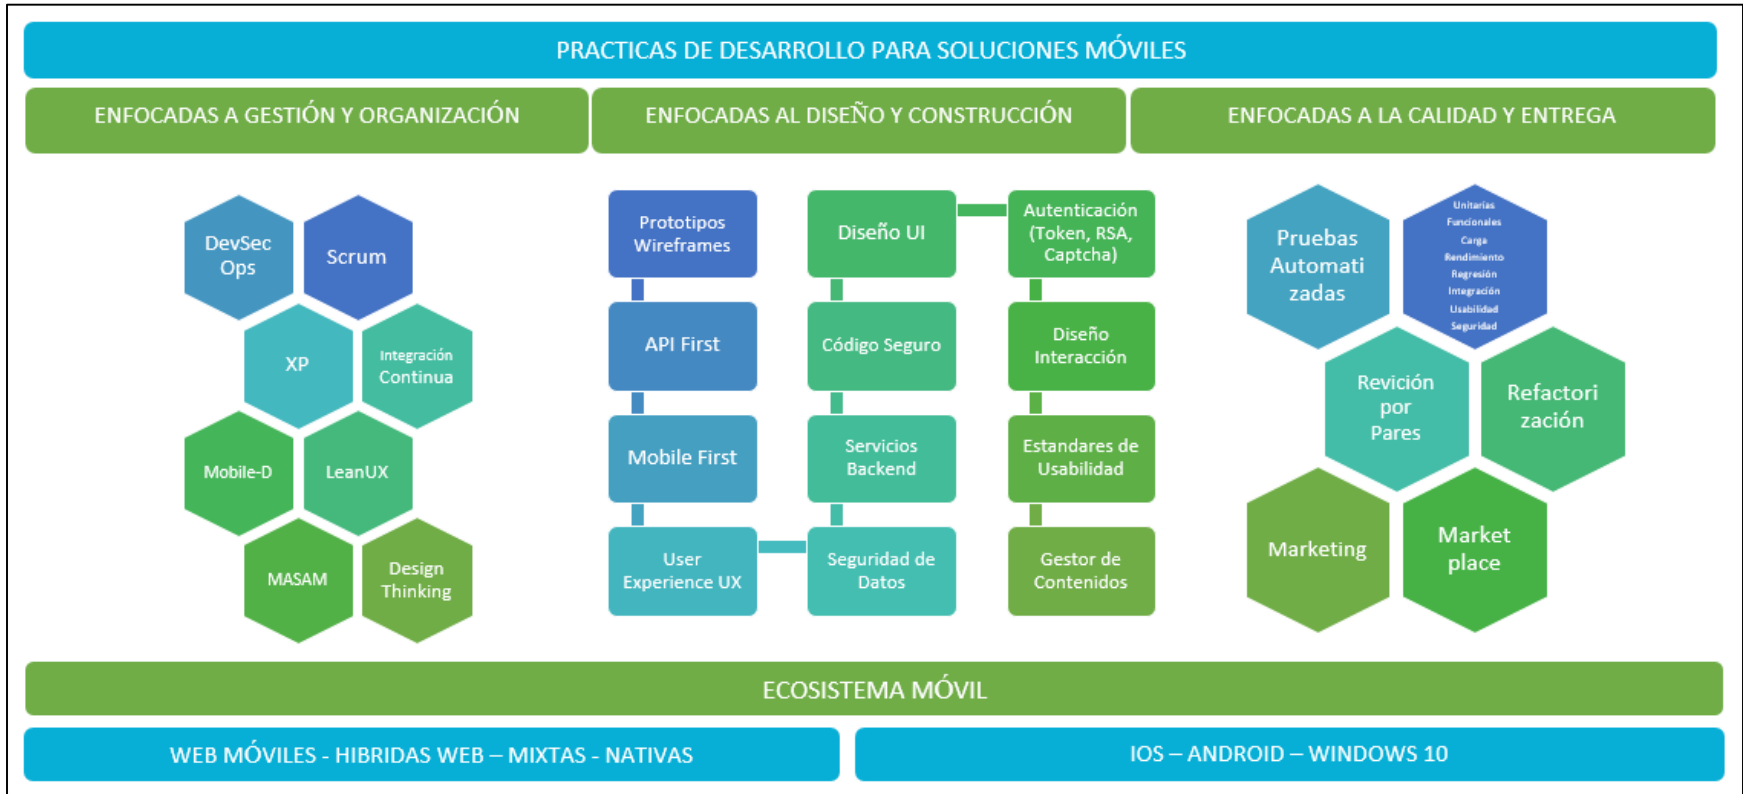 PRACTICAS DE DESARROLLO PARA SOLUCIONES MÓVILES
ENFOCADAS A GESTIÓN Y ORGANIZACIÓN
ENFOCADAS AL DISEÑO Y CONSTRUCCIÓN
ENFOCADAS A LA CALIDAD Y ENTREGA
DevSec
Ops
Scrum
XP
Integración
Continua
Mobile-D
LeanUX
MASAM
Design
Thinking
Prototipos
Wireframes
API First
Mobile First
User
Experience UX
Seguridad de
Datos
Servicios
Backend
Código Seguro
Diseño UI
Autenticación
(Token, RSA,
Captcha)
Diseño
Interacción
Estandares de
Usabilidad
Gestor de
Contenidos
Pruebas
Automati
zadas
Unitarías
Funcionales
Carga
Rendimiento
Regresión
Integración
Usabilidad
Seguridad
Revición
por
Pares
Refactori
zación
Marketing
Market
place
ECOSISTEMA MÓVIL
WEB MÓVILES - HIBRIDAS WEB – MIXTAS - NATIVAS
IOS – ANDROID – WINDOWS 10